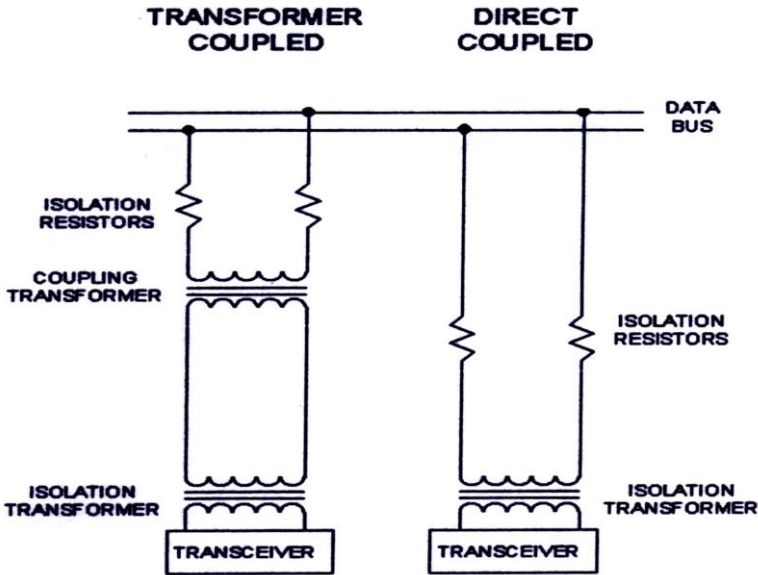 TRANSFORMER
COUPLED
DIRECT
COUPLED
DATA
BUS
ISOLATION
RESISTORS
COUPLING
TRANSFORMER
ISOLATION
RESISTORS
ISOLATION
TRANSFORMER
ISOLATION
TRANSFORMER
TRANSCEIVER
TRANSCEIVER